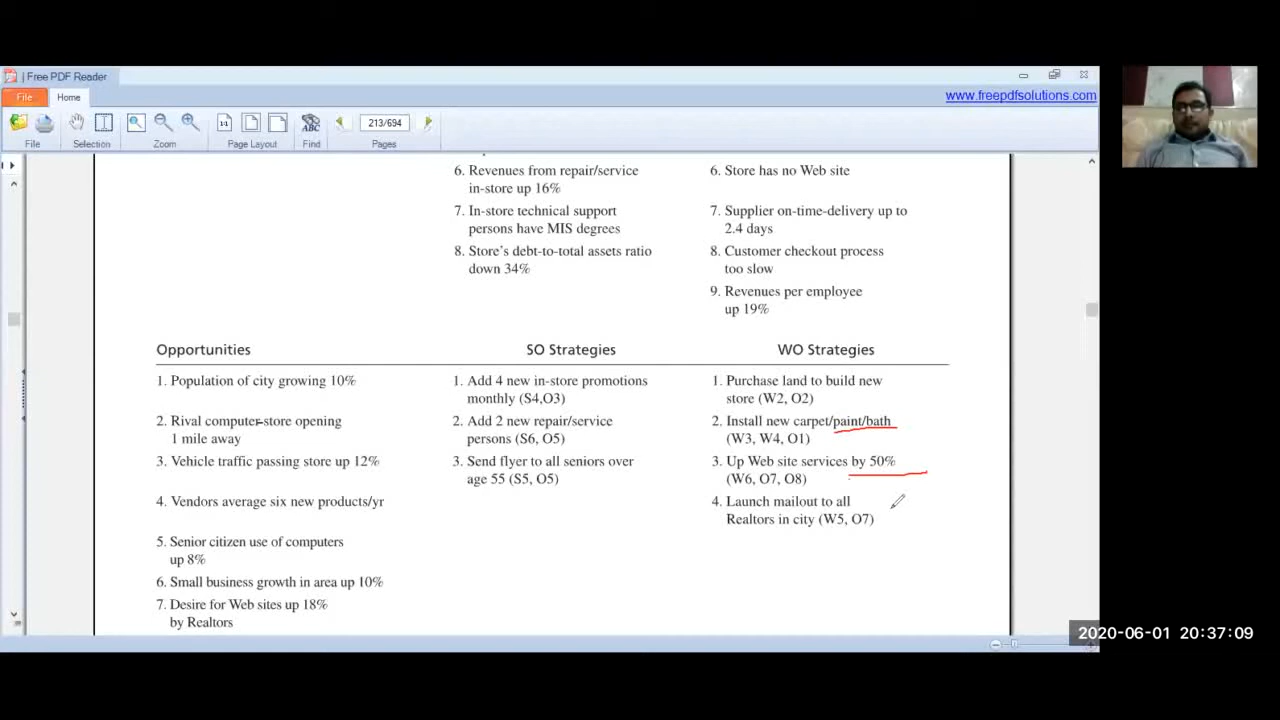 | Free PDF Reader
File
Home
www.freepdfsolutions.com
1:1
ABC
213/694
File
Selection
Zoom
Page Layout
Find
Pages
6. Revenues from repair/service
in-store up 16%
7. In-store technical support
persons have MIS degrees
8. Store's debt-to-total assets ratio
down 34%
6. Store has no Web site
7. Supplier on-time-delivery up to
2.4 days
8. Customer checkout process
too slow
9. Revenues per employee
up 19%
Opportunities
1. Population of city growing 10%
2. Rival computer-store opening
1 mile away
3. Vehicle traffic passing store up 12%
4. Vendors average six new products/yr
5. Senior citizen use of computers
up 8%
6. Small business growth in area up 10%
7. Desire for Web sites up 18%
by Realtors
SO Strategies
1. Add 4 new in-store promotions
monthly (S4,O3)
2. Add 2 new repair/service
persons (S6, O5)
3. Send flyer to all seniors over
age 55 (S5, O5)
WO Strategies
1. Purchase land to build new
store (W2, O2)
2. Install new carpet/paint/bath
(W3, W4, O1)
3. Up Web site services by 50%
(W6, O7, O8)
4. Launch mailout to all
Realtors in city (W5, O7)
2020-06-01 20:37:09